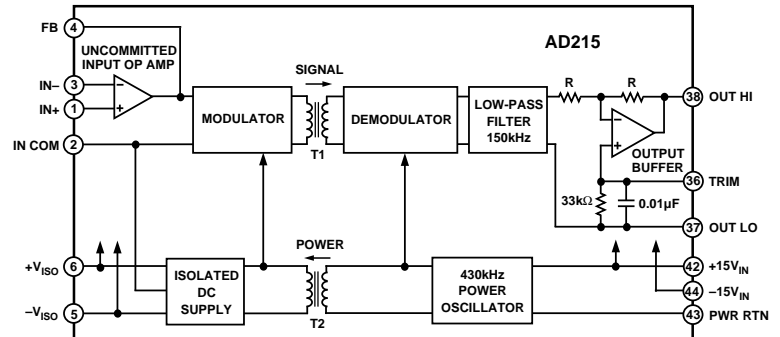 FB
4
UNCOMMITTED
INPUT OP AMP
AD215
SIGNAL
IN–
3
–
IN+
1
+
IN COM
2
MODULATOR
T1
DEMODULATOR
LOW-PASS
FILTER
150kHz
R
R
–
+
OUTPUT
BUFFER
38
OUT HI
36
TRIM
33kΩ
0.01µF
37
OUT LO
POWER
+VISO
6
–VISO
5
ISOLATED
DC
SUPPLY
T2
430kHz
POWER
OSCILLATOR
42
+15VIN
44
–15VIN
43
PWR RTN